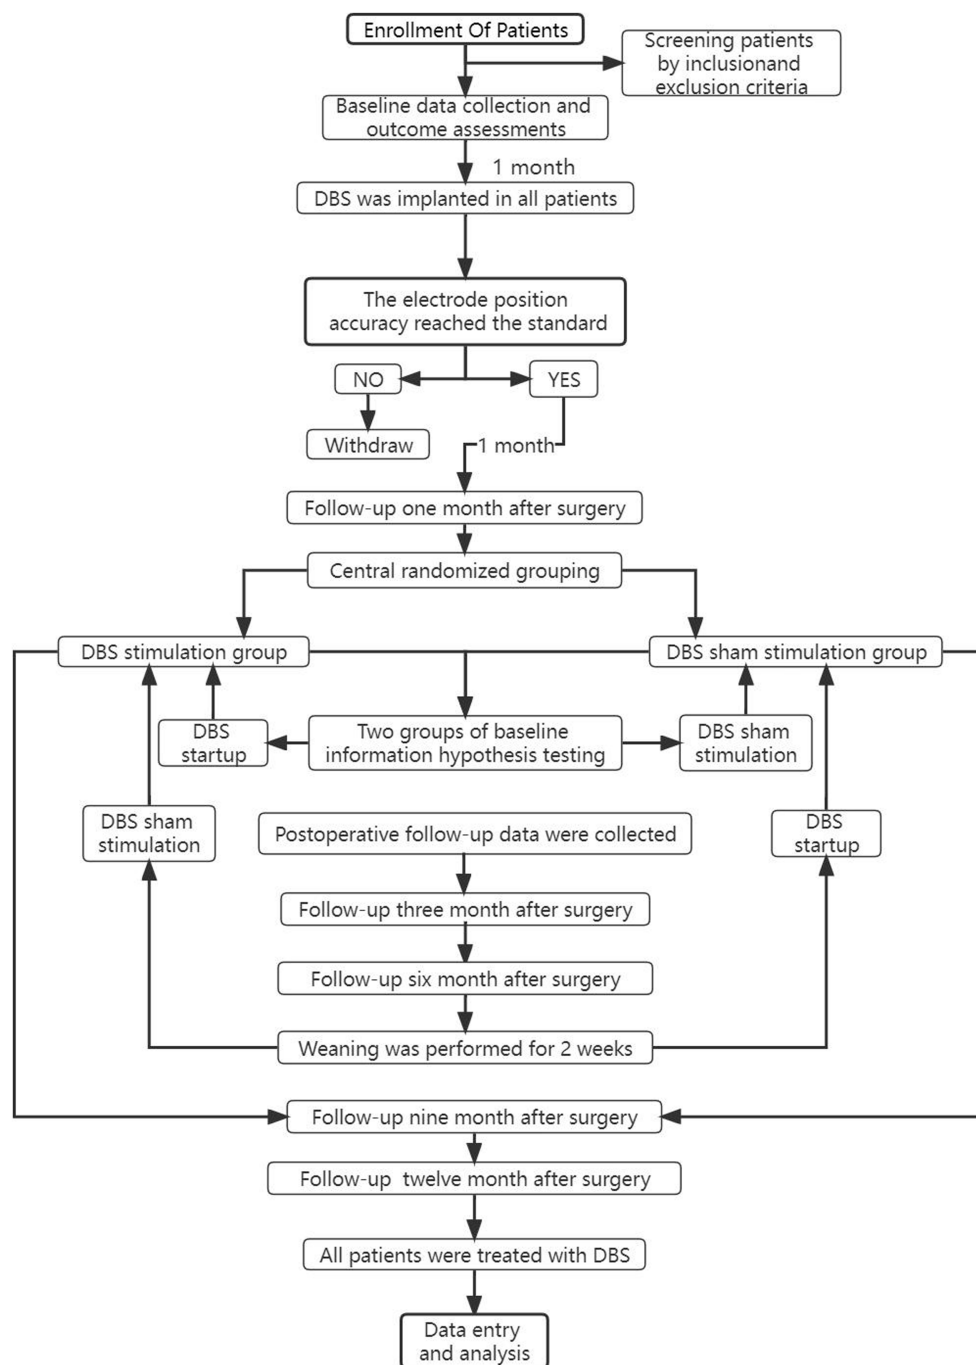 Enrollment Of Patients
Screening patients
by inclusionand
exclusion criteria
Baseline data collection and
outcome assessments
1 month
DBS was implanted in all patients
The electrode position
accuracy reached the standard
NO
YES
Withdraw
1 month
Follow-up one month after surgery
Central randomized grouping
DBS stimulation group
DBS sham stimulation group
DBS
startup
Two groups of baseline
information hypothesis testing
DBS sham
stimulation
DBS sham
stimulation
Postoperative follow-up data were collected
DBS
startup
Follow-up three month after surgery
Follow-up six month after surgery
Weaning was performed for 2 weeks
Follow-up nine month after surgery
Follow-up twelve month after surgery
All patients were treated with DBS
Data entry
and analysis